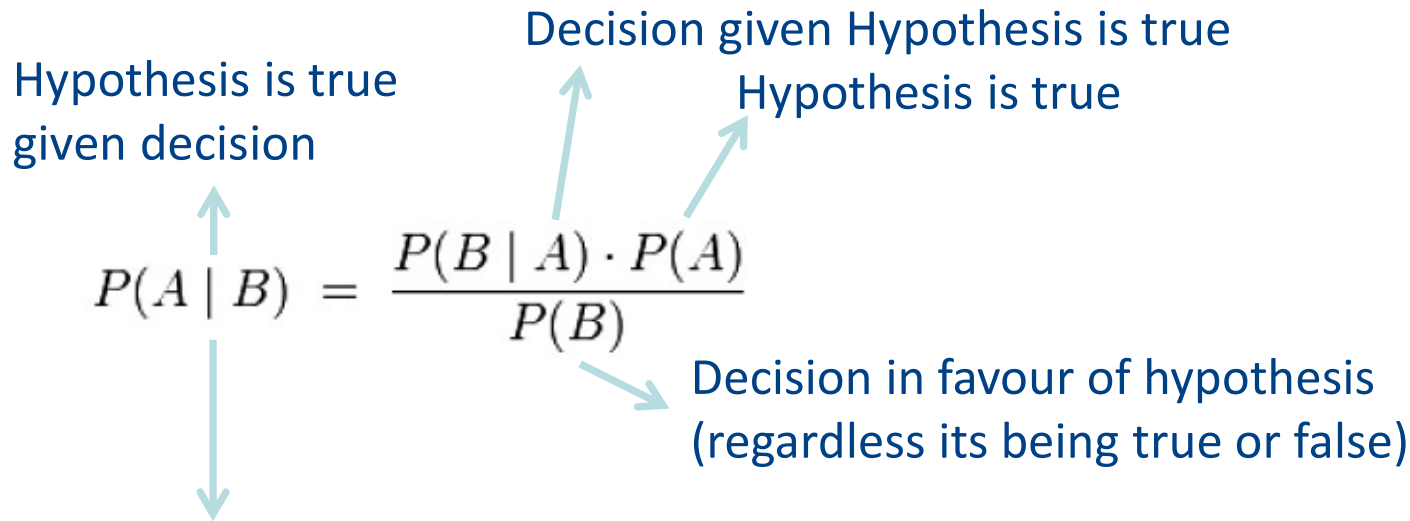 Decision given Hypothesis is true
Hypothesis is true
given decision
Hypothesis is true
P(A | B) = P(B | A) · P(A) / P(B)
Decision in favour of hypothesis
(regardless its being true or false)